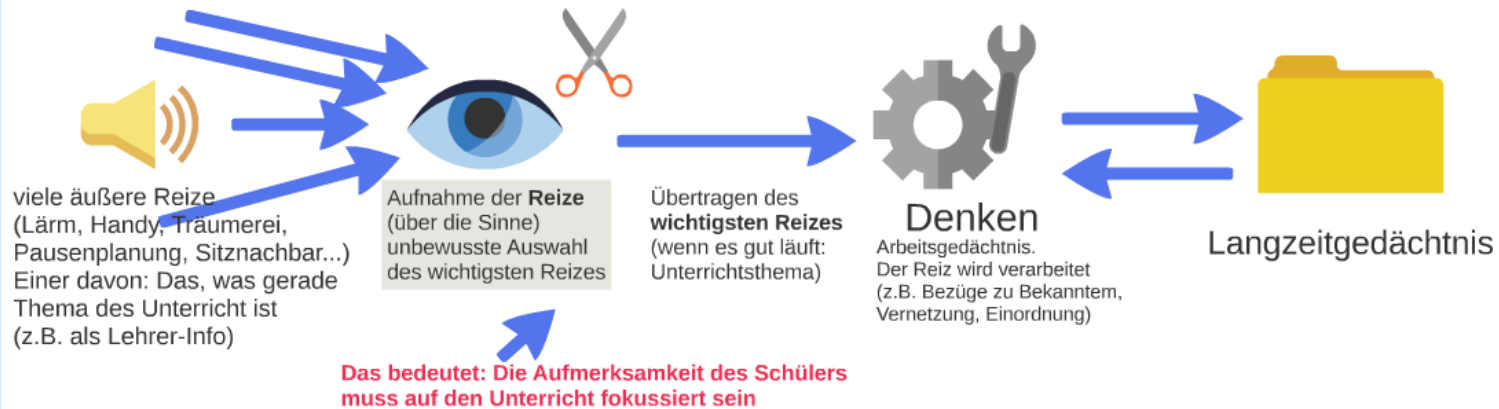 viele äußere Reize
(Lärm, Handy, Träumerei,
Pausenplanung, Sitznachbar...)
Einer davon: Das, was gerade
Thema des Unterricht ist
(z.B. als Lehrer-Info)
Aufnahme der Reize
(über die Sinne)
unbewusste Auswahl
des wichtigsten Reizes
Das bedeutet: Die Aufmerksamkeit des Schülers
muss auf den Unterricht fokussiert sein
Übertragen des
wichtigsten Reizes
(wenn es gut läuft:
Unterrichtsthema)
Denken
Arbeitsgedächtnis.
Der Reiz wird verarbeitet
(z.B. Bezüge zu Bekanntem,
Vernetzung, Einordnung)
Langzeitgedächtnis